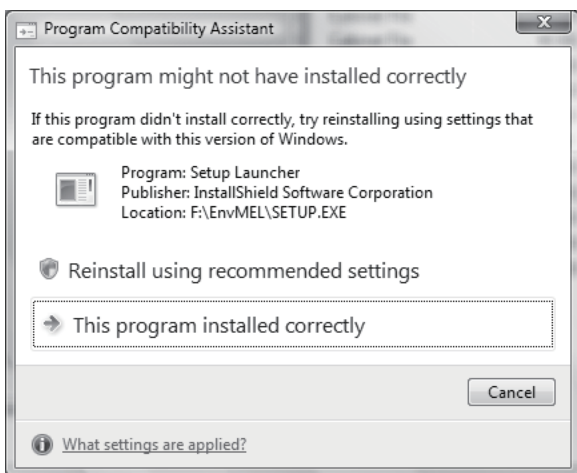 Program Compatibility Assistant
This program might not have installed correctly
If this program didn't install correctly, try reinstalling using settings that
are compatible with this version of Windows.
Program: Setup Launcher
Publisher: InstallShield Software Corporation
Location: F:\EnvMEL\SETUP.EXE
Reinstall using recommended settings
This program installed correctly
Cancel
What settings are applied?